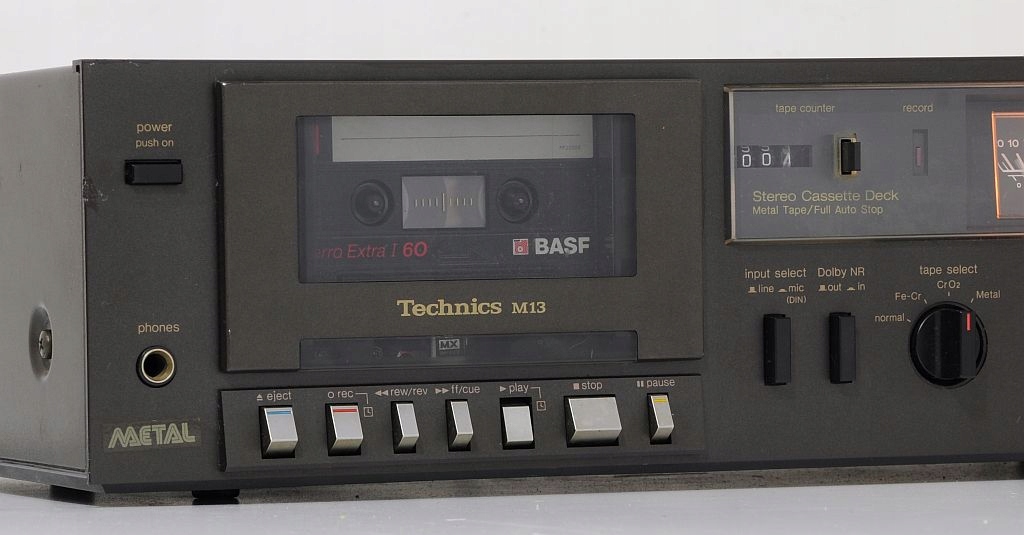 power
push on
phones
METAL
erro Extra I 60
BASF
Technics M13
MX
eject
rec
rew/rev
ff/cue
play
stop
pause
tape counter
record
0 0
Stereo Cassette Deck
Metal Tape/Full Auto Stop
0 10
input select
line mic
(DIN)
Dolby NR
out in
tape select
normal
Fe-Cr
CrO₂
Metal